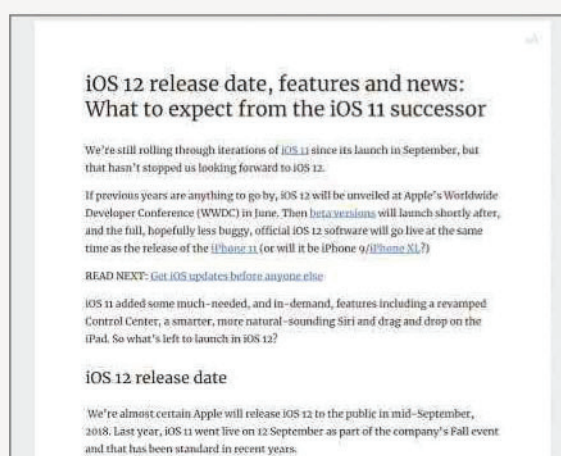 iOS 12 release date, features and news:
What to expect from the iOS 11 successor
We're still rolling through iterations of iOS 11 since its launch in September, but
that hasn't stopped us looking forward to iOS 12.
If previous years are anything to go by, iOS 12 will be unveiled at Apple's Worldwide
Developer Conference (WWDC) in June. Then beta versions will launch shortly after,
and the full, hopefully less buggy, official iOS 12 software will go live at the same
time as the release of the iPhone 11 (or will it be iPhone 9/iPhone XL?)
READ NEXT: Get iOS updates before anyone else
iOS 11 added some much-needed, and in-demand, features including a revamped
Control Center, a smarter, more natural-sounding Siri and drag and drop on the
iPad. So what's left to launch in iOS 12?
iOS 12 release date
We're almost certain Apple will release iOS 12 to the public in mid-September,
2018. Last year, iOS 11 went live on 12 September as part of the company's Fall event
and that has been standard in recent years.